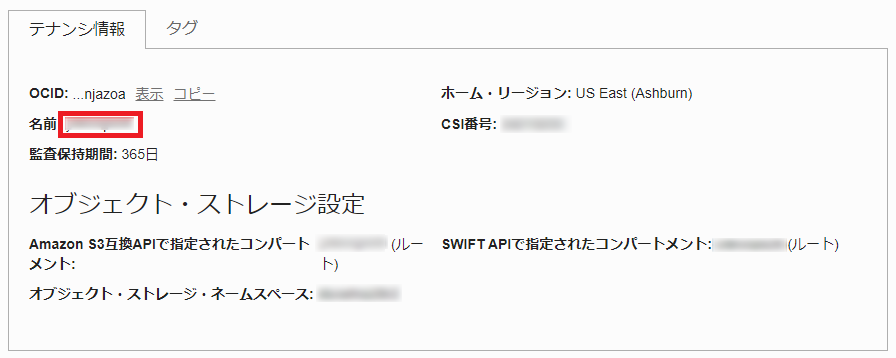 テナンシ情報
タグ
OCID: ...njazoa 表示 コピー
ホーム・リージョン: US East (Ashburn)
名前
CSI番号:
監査保持期間: 365日
オブジェクト・ストレージ設定
Amazon S3互換APIで指定されたコンパート
メント:
(ルー
ト)
SWIFT APIで指定されたコンパートメント: (ルート)
オブジェクト・ストレージ・ネームスペース: